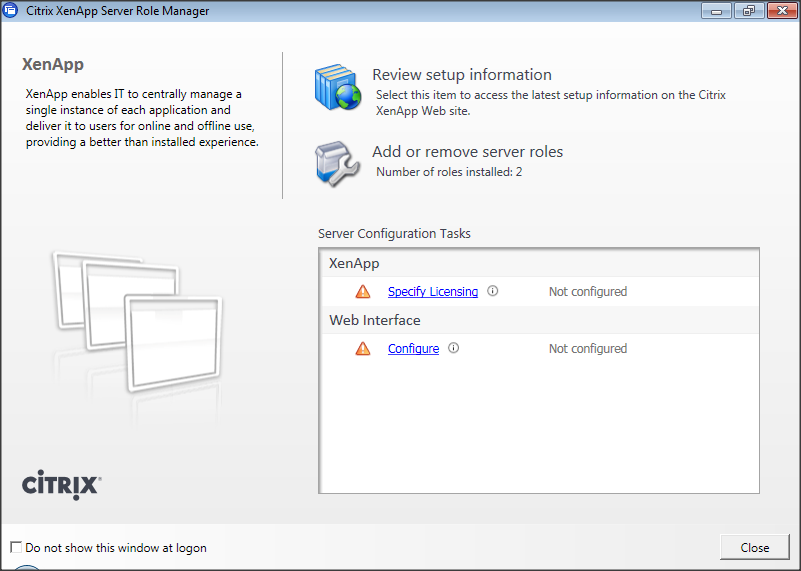 Citrix XenApp Server Role Manager
XenApp
XenApp enables IT to centrally manage a
single instance of each application and
deliver it to users for online and offline use,
providing a better than installed experience.
Review setup information
Select this item to access the latest setup information on the Citrix
XenApp Web site.
Add or remove server roles
Number of roles installed: 2
Server Configuration Tasks
XenApp
Specify Licensing Not configured
Web Interface
Configure Not configured
CITRIX
Do not show this window at logon
Close